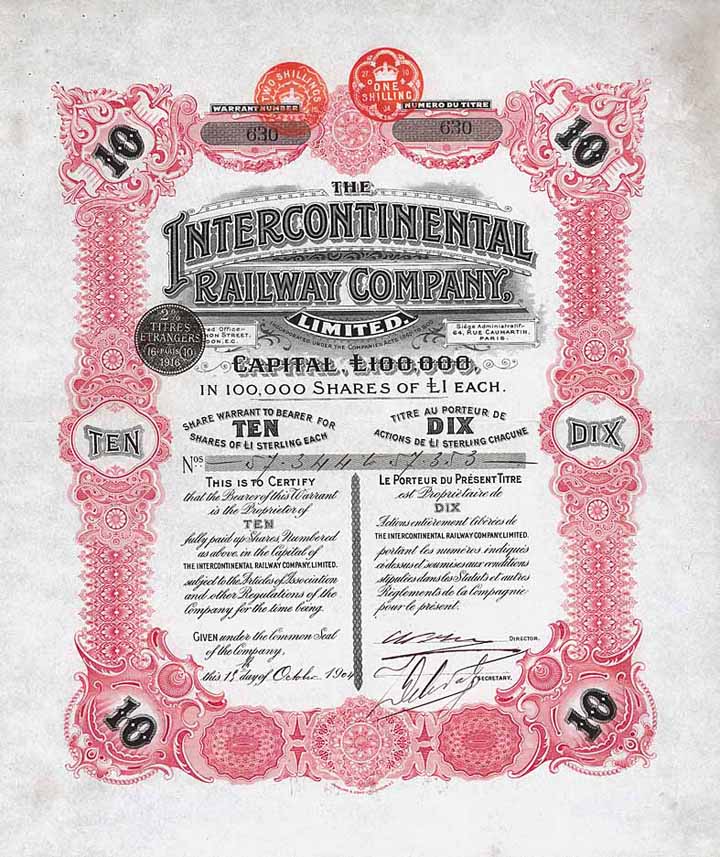 TWO SHILLINGS
27 10
ONE
SHILLING
04
WARRANT NUMBER
630
NUMERO DU TITRE
630
10
10
THE
INTERCONTINENTAL
RAILWAY COMPANY,
LIMITED.
INCORPORATED UNDER THE COMPANIES ACTS
2%
TITRES
ETRANGERS
16 PARIS 10
1916
Office-
STREET,
E.C.
Siège Administratif-
64, RUE CAUMARTIN,
PARIS.
CAPITAL, £100,000,
IN 100,000 SHARES OF £1 EACH.
SHARE WARRANT TO BEARER FOR
TEN
SHARES OF £1 STERLING EACH
TITRE AU PORTEUR DE
DIX
ACTIONS DE £1 STERLING CHACUNE
TEN
DIX
Nos. 57.344 to 57.353
THIS IS TO CERTIFY
that the Bearer of this Warrant
is the Proprietor of
TEN
fully paid up Shares, Numbered
as above, in the Capital of
THE INTERCONTINENTAL RAILWAY COMPANY, LIMITED.
subject to the Articles of Association
and other Regulations of the
Company for the time being.
GIVEN under the Common Seal
of the Company,
this 1st day of October 1904
LE PORTEUR DU PRÉSENT TITRE
est Propriétaire de
DIX
Actions entièrement libérées de
THE INTERCONTINENTAL RAILWAY COMPANY, LIMITED.
portant les numéros indiqués
ci dessus et soumises aux conditions
stipulées dans les Statuts et autres
Règlements de la Compagnie
pour le présent.
DIRECTOR.
SECRETARY.
10
10